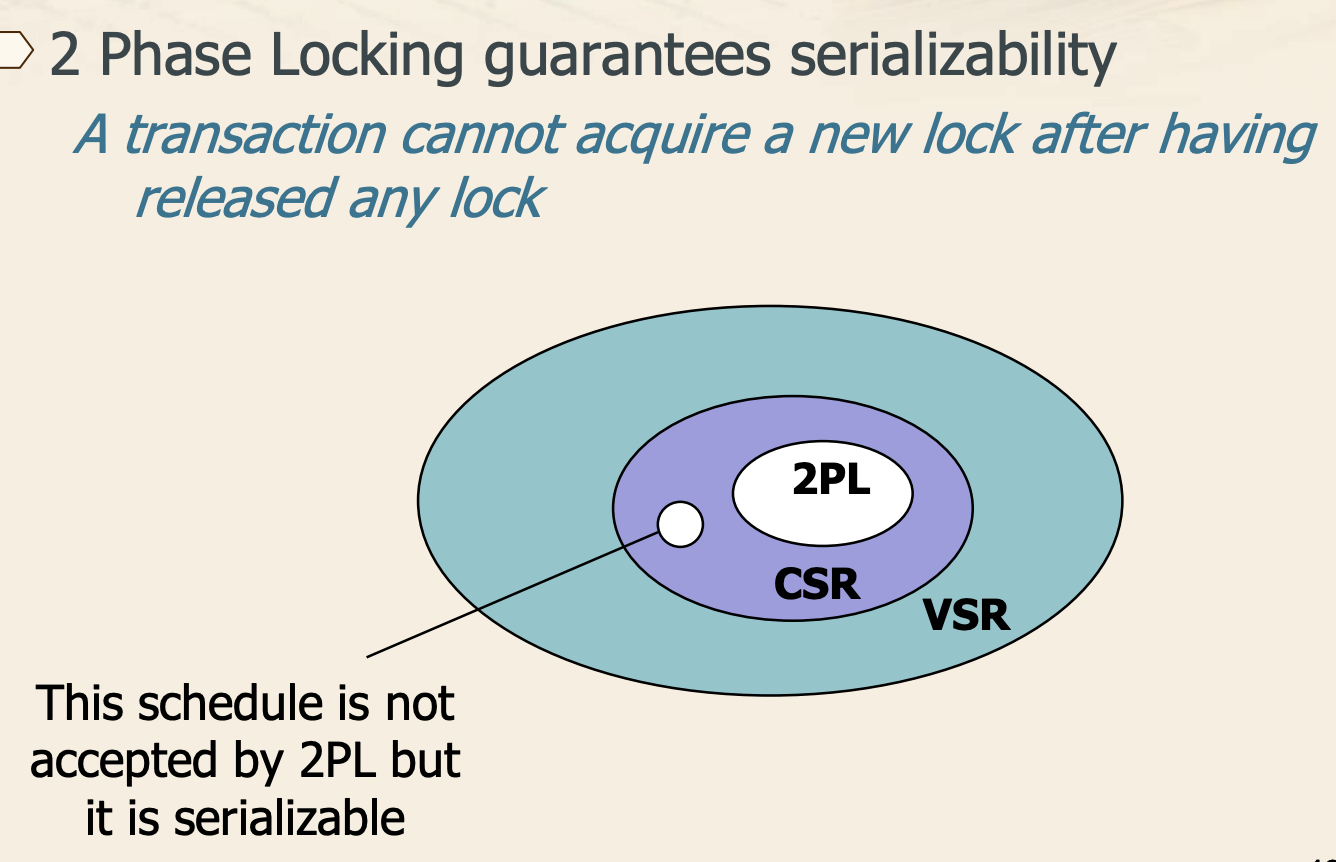 2 Phase Locking guarantees serializability
A transaction cannot acquire a new lock after having
released any lock
2PL
CSR
VSR
This schedule is not
accepted by 2PL but
it is serializable